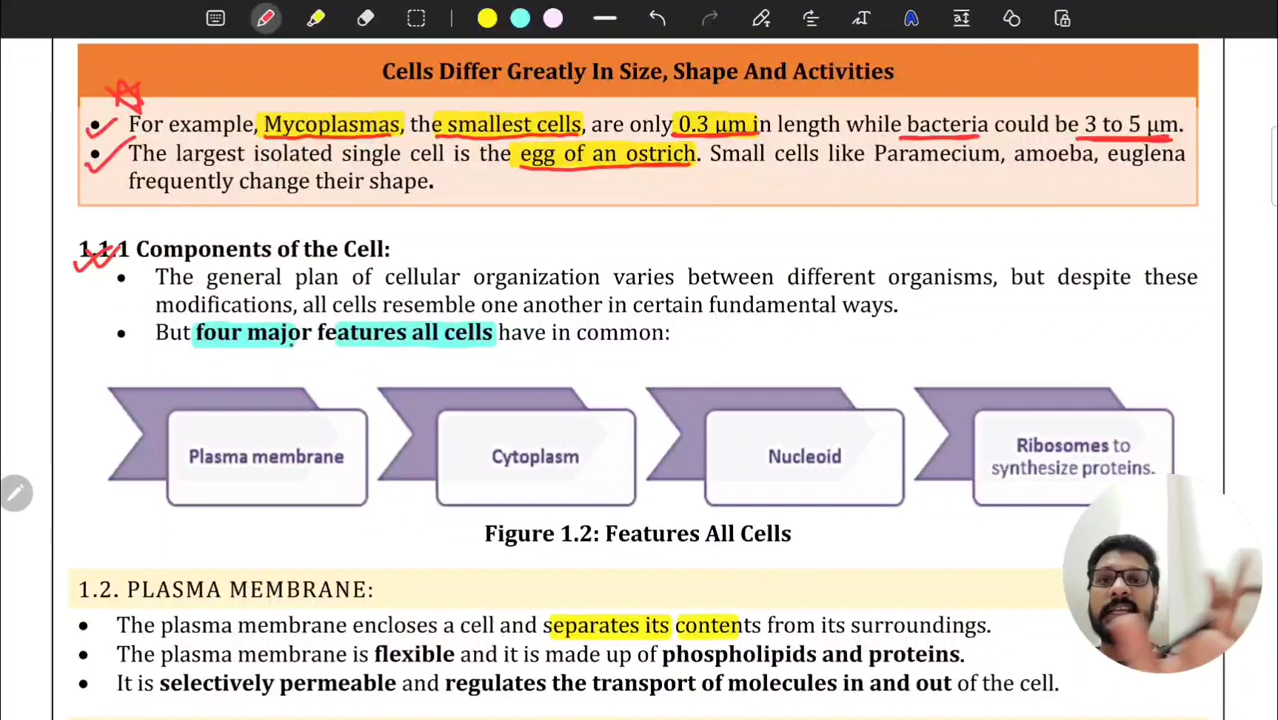 Cells Differ Greatly In Size, Shape And Activities
• For example, Mycoplasmas, the smallest cells, are only 0.3 µm in length while bacteria could be 3 to 5 µm.
• The largest isolated single cell is the egg of an ostrich. Small cells like Paramecium, amoeba, euglena
frequently change their shape.
1.1.1 Components of the Cell:
• The general plan of cellular organization varies between different organisms, but despite these
modifications, all cells resemble one another in certain fundamental ways.
• But four major features all cells have in common:
Plasma membrane
Cytoplasm
Nucleoid
Ribosomes to
synthesize proteins.
Figure 1.2: Features All Cells
1.2. PLASMA MEMBRANE:
• The plasma membrane encloses a cell and separates its contents from its surroundings.
• The plasma membrane is flexible and it is made up of phospholipids and proteins.
• It is selectively permeable and regulates the transport of molecules in and out of the cell.